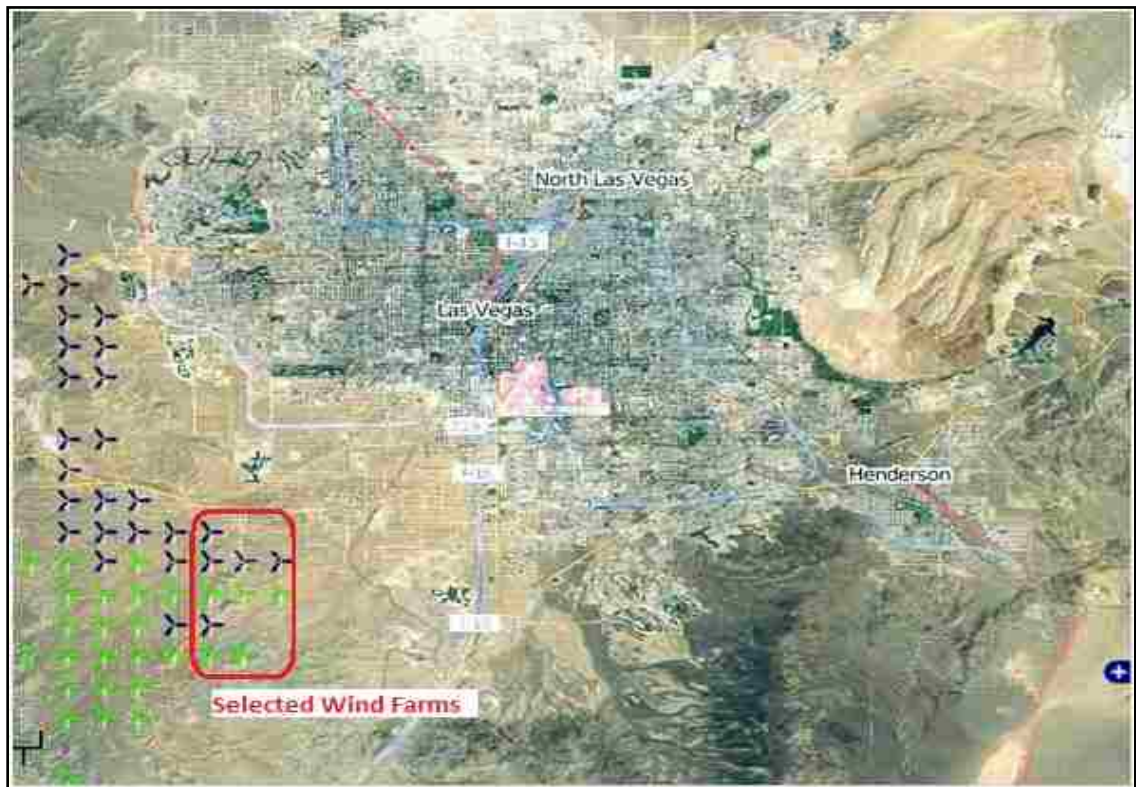 North Las Vegas
I-15
Las Vegas
I-15
Henderson
Selected Wind Farms